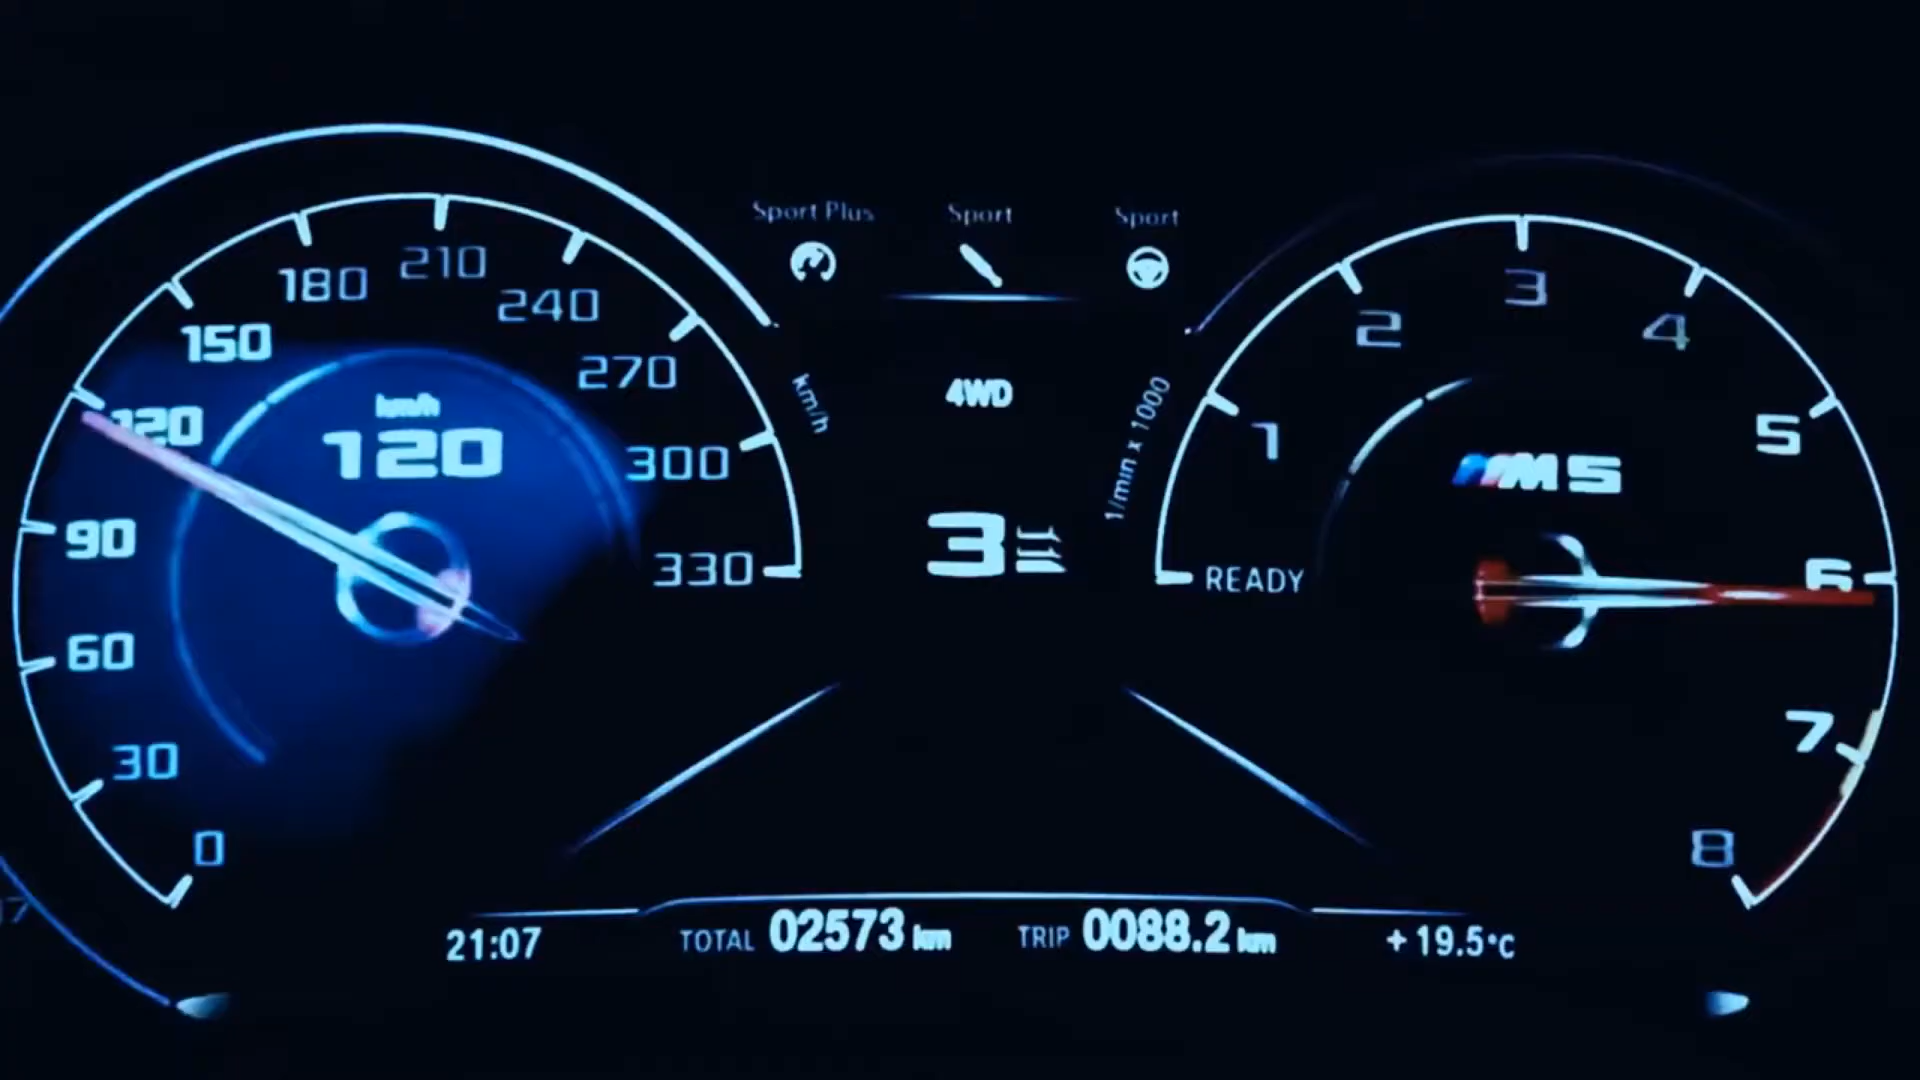 Sport Plus
Sport
Sport
0
30
60
90
120
150
180
210
240
270
300
330
km/h
km/h
120
4WD
3
1/min x 1000
READY
1
2
3
4
5
6
7
8
M5
21:07
TOTAL 02573 km
TRIP 0088.2 km
+19.5°C